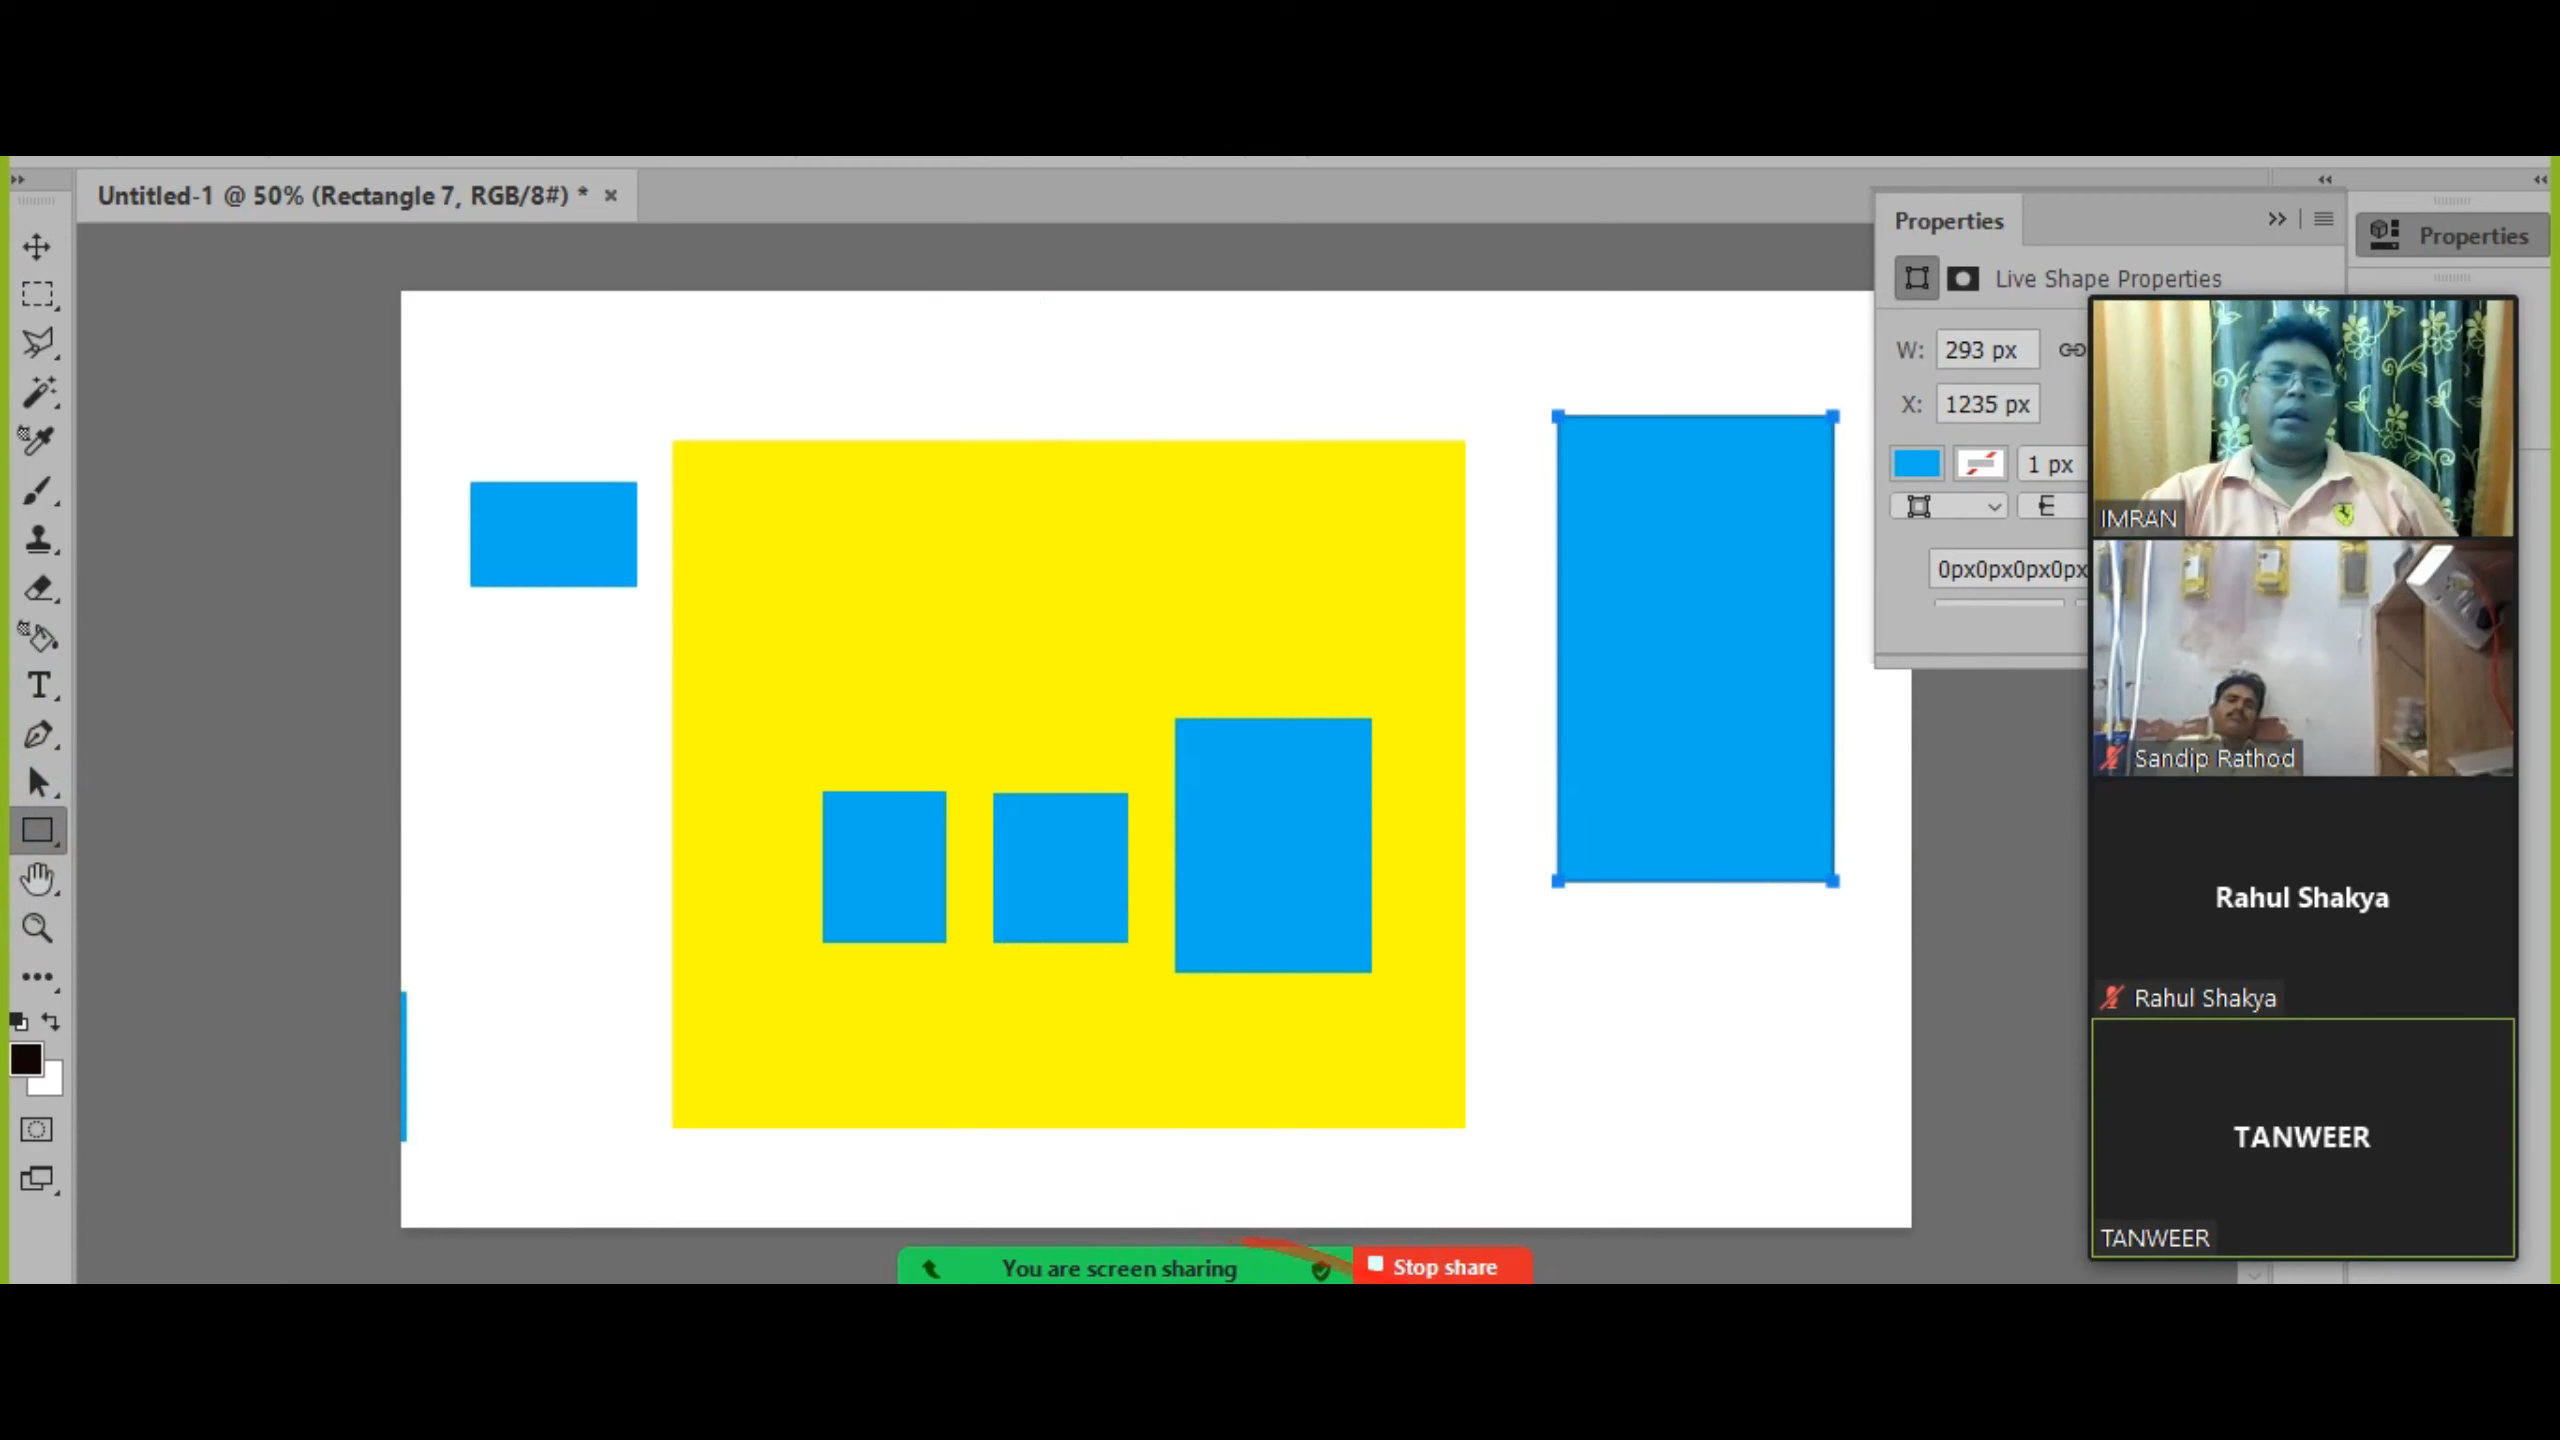 Untitled-1 @ 50% (Rectangle 7, RGB/8#) *
Properties
Properties
Live Shape Properties
W: 293 px
X: 1235 px
1 px
0px0px0px0px
IMRAN
Sandip Rathod
Rahul Shakya
Rahul Shakya
TANWEER
TANWEER
You are screen sharing
Stop share